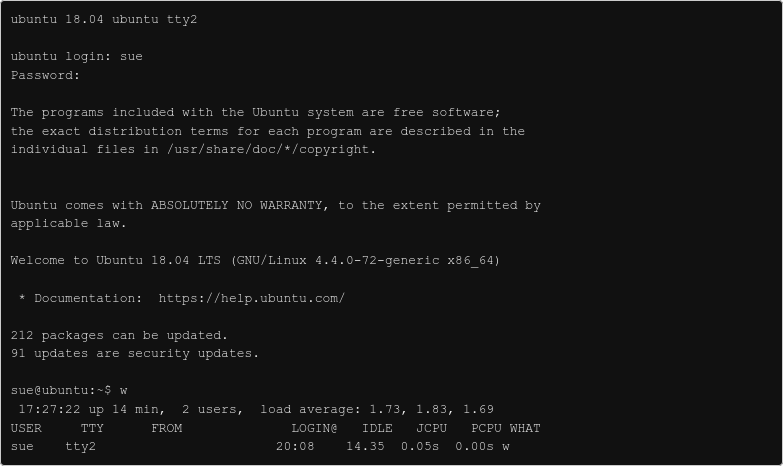 ubuntu 18.04 ubuntu tty2
ubuntu login: sue
Password:
The programs included with the Ubuntu system are free software;
the exact distribution terms for each program are described in the
individual files in /usr/share/doc/*/copyright.
Ubuntu comes with ABSOLUTELY NO WARRANTY, to the extent permitted by
applicable law.
Welcome to Ubuntu 18.04 LTS (GNU/Linux 4.4.0-72-generic x86_64)
* Documentation:  https://help.ubuntu.com/
212 packages can be updated.
91 updates are security updates.
sue@ubuntu:~$ w
17:27:22 up 14 min,  2 users,  load average: 1.73, 1.83, 1.69
USER     TTY      FROM              LOGIN@   IDLE   JCPU   PCPU WHAT
sue    tty2                       20:08    14.35  0.05s  0.00s w